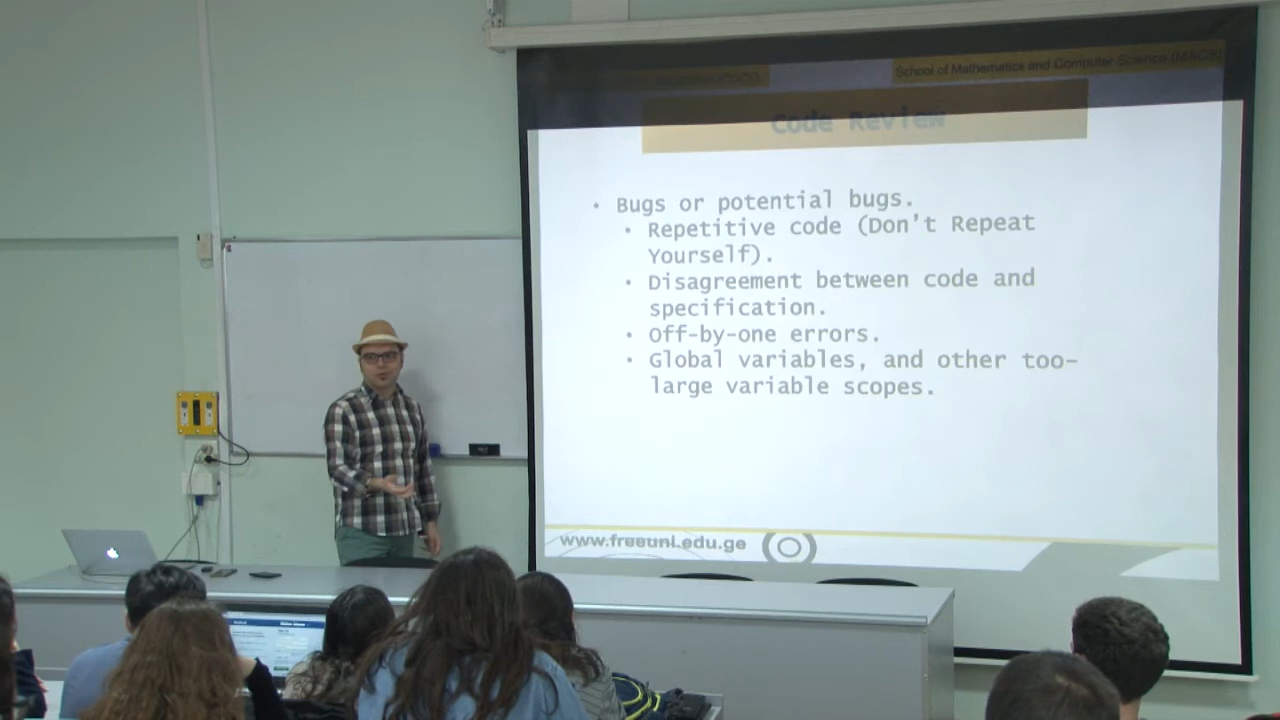 School of Mathematics and Computer Science (MACS)
Code Review
• Bugs or potential bugs.
• Repetitive code (Don't Repeat
Yourself).
• Disagreement between code and
specification.
• Off-by-one errors.
• Global variables, and other too-
large variable scopes.
www.freeuni.edu.ge